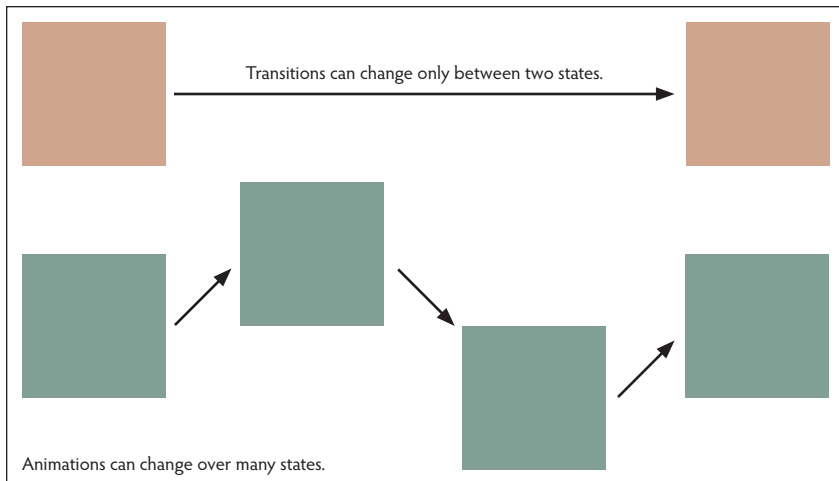 Transitions can change only between two states.
Animations can change over many states.